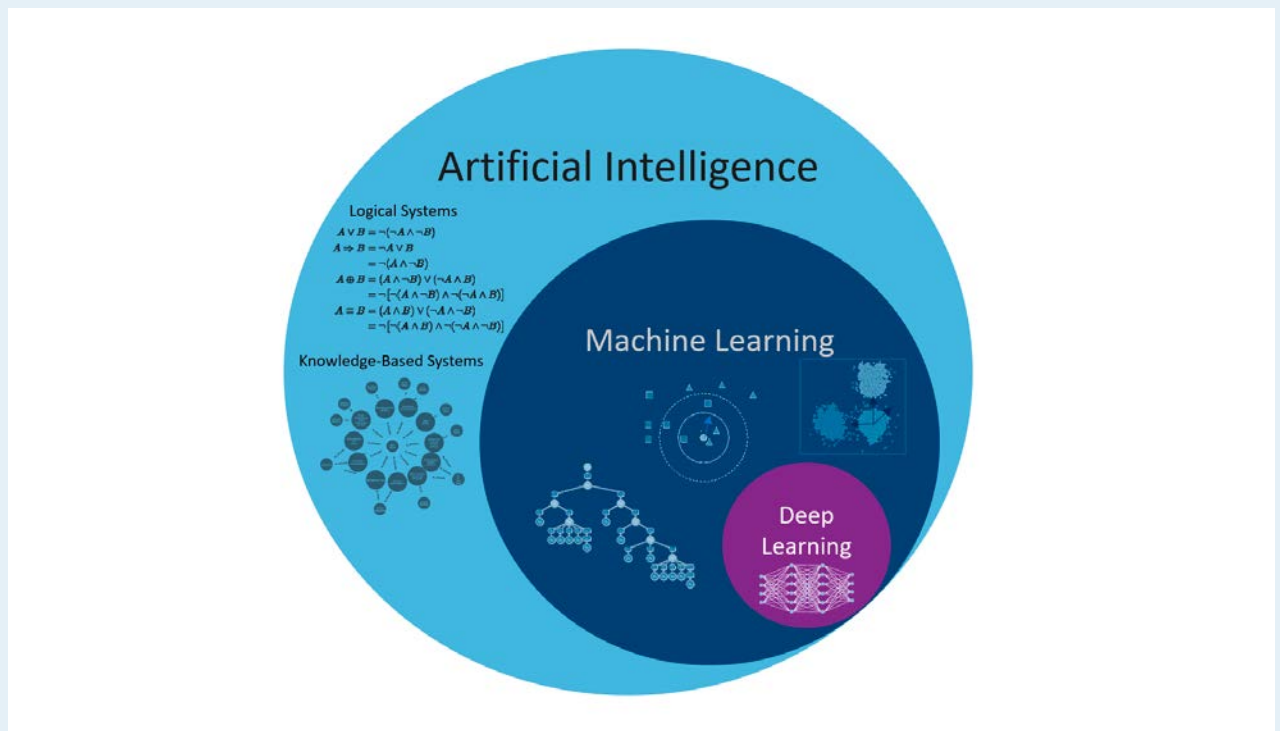 Artificial Intelligence
Logical Systems
A ∨ B = ¬(¬A ∧ ¬B)
A ⇒ B = ¬A ∨ B
= ¬(A ∧ ¬B)
A ⊕ B = (A ∧ ¬B) ∨ (¬A ∧ B)
= ¬[¬(A ∧ ¬B) ∧ ¬(¬A ∧ B)]
A ≡ B = (A ∧ B) ∨ (¬A ∧ ¬B)
= ¬[¬(A ∧ B) ∧ ¬(¬A ∧ ¬B)]
Knowledge-Based Systems
Machine Learning
Deep
Learning